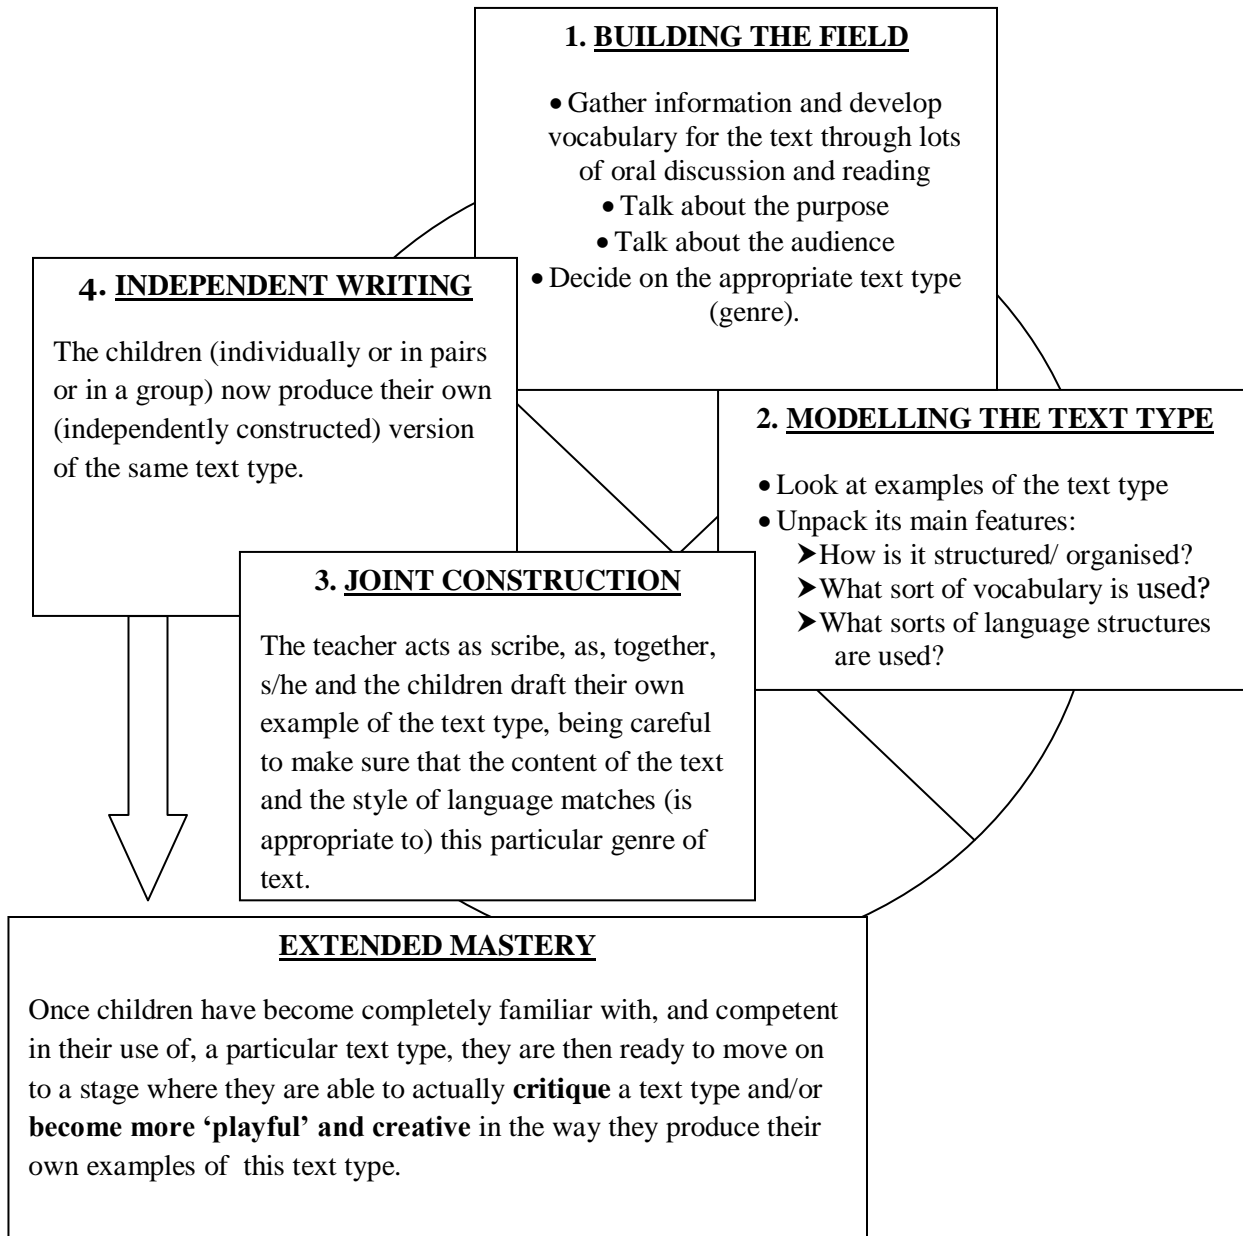 1. BUILDING THE FIELD
• Gather information and develop
vocabulary for the text through lots
of oral discussion and reading
• Talk about the purpose
• Talk about the audience
• Decide on the appropriate text type
(genre).
2. MODELLING THE TEXT TYPE
• Look at examples of the text type
• Unpack its main features:
➤How is it structured/ organised?
➤What sort of vocabulary is used?
➤What sorts of language structures
are used?
3. JOINT CONSTRUCTION
The teacher acts as scribe, as, together,
s/he and the children draft their own
example of the text type, being careful
to make sure that the content of the text
and the style of language matches (is
appropriate to) this particular genre of
text.
4. INDEPENDENT WRITING
The children (individually or in pairs
or in a group) now produce their own
(independently constructed) version
of the same text type.
EXTENDED MASTERY
Once children have become completely familiar with, and competent
in their use of, a particular text type, they are then ready to move on
to a stage where they are able to actually critique a text type and/or
become more ‘playful’ and creative in the way they produce their
own examples of  this text type.